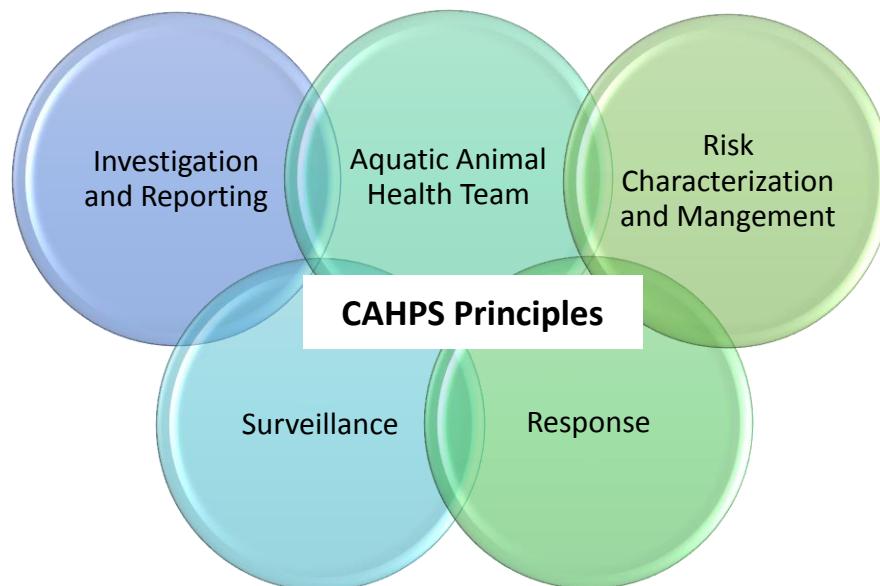 Investigation
and Reporting
Aquatic Animal
Health Team
Risk
Characterization
and Mangement
CAHPS Principles
Surveillance
Response